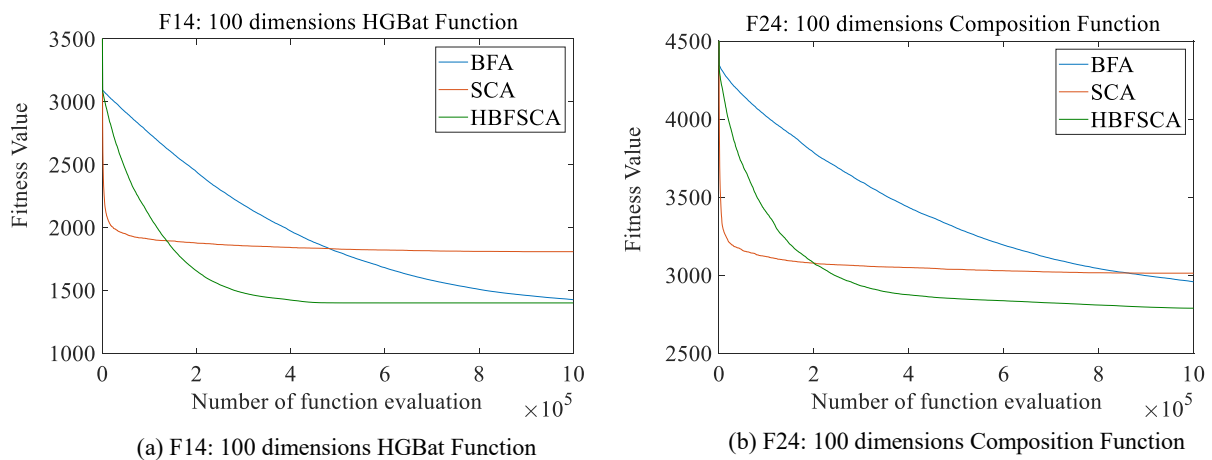 F14: 100 dimensions HGBat Function
3500
3000
2500
2000
1500
1000
Fitness Value
BFA
SCA
HBFSCA
0 2 4 6 8 10
Number of function evaluation
×10^5
(a) F14: 100 dimensions HGBat Function
F24: 100 dimensions Composition Function
4500
4000
3500
3000
2500
Fitness Value
BFA
SCA
HBFSCA
0 2 4 6 8 10
Number of function evaluation
×10^5
(b) F24: 100 dimensions Composition Function